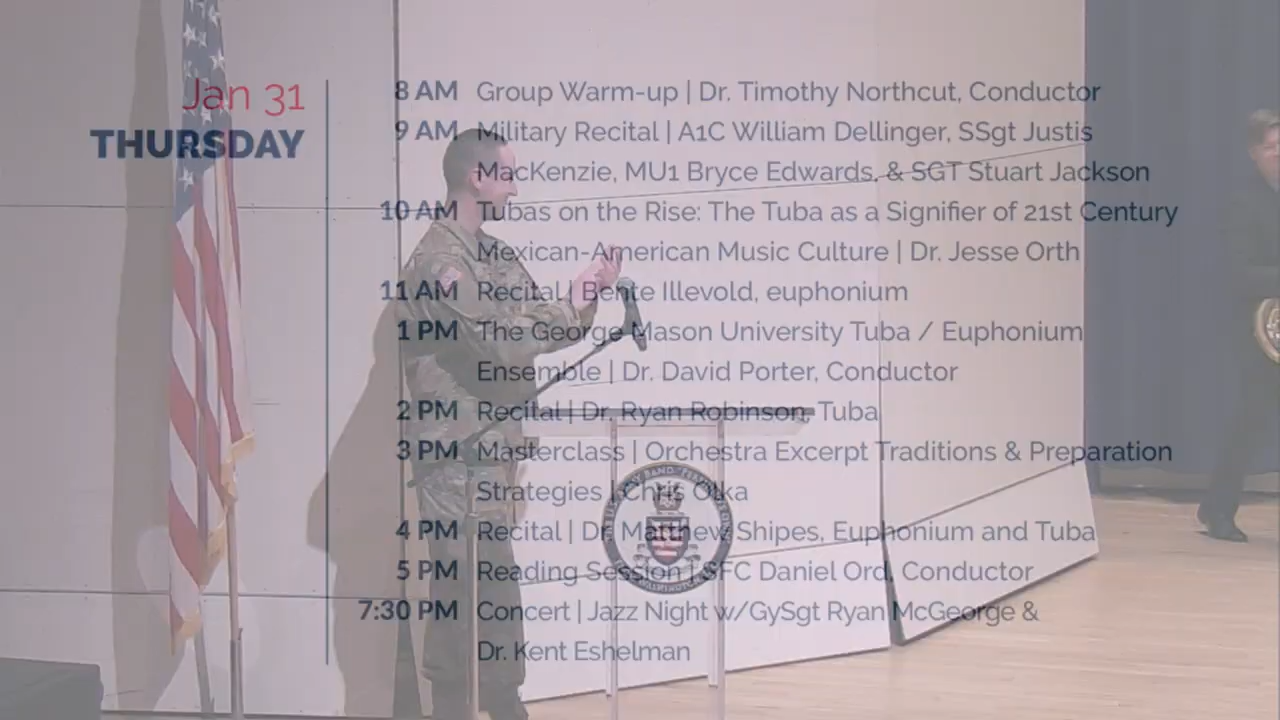 Jan 31
THURSDAY
8 AM Group Warm-up | Dr. Timothy Northcut, Conductor
9 AM Military Recital | A1C William Dellinger, SSgt Justis
MacKenzie, MU1 Bryce Edwards, & SGT Stuart Jackson
10 AM Tubas on the Rise: The Tuba as a Signifier of 21st Century
Mexican-American Music Culture | Dr. Jesse Orth
11 AM Recital | Bente Illevold, euphonium
1 PM The George Mason University Tuba / Euphonium
Ensemble | Dr. David Porter, Conductor
2 PM Recital | Dr. Ryan Robinson, Tuba
3 PM Masterclass | Orchestra Excerpt Traditions & Preparation
Strategies | Chris Olka
4 PM Recital | Dr. Matthew Shipes, Euphonium and Tuba
5 PM Reading Session | SFC Daniel Ord, Conductor
7:30 PM Concert | Jazz Night w/GySgt Ryan McGeorge &
Dr. Kent Eshelman